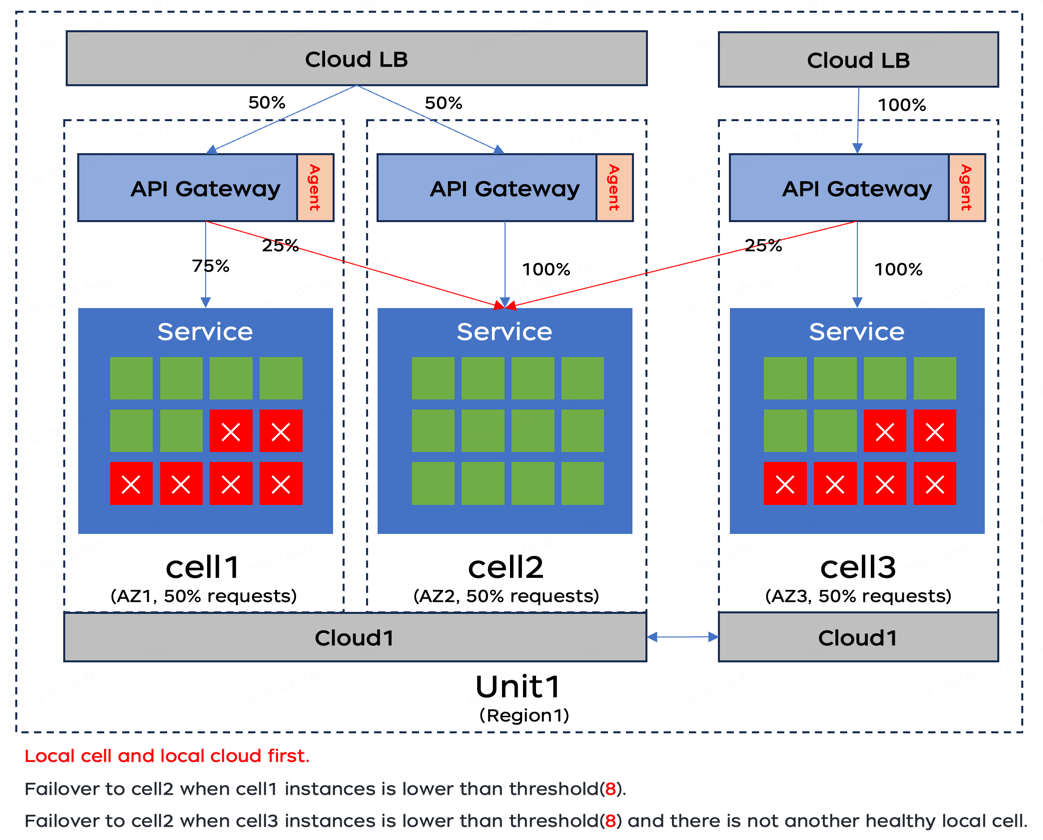 Cloud LB
Cloud LB
50%
50%
100%
API Gateway
Agent
API Gateway
Agent
API Gateway
Agent
25%
75%
100%
25%
100%
Service
Service
Service
cell1
(AZ1, 50% requests)
cell2
(AZ2, 50% requests)
cell3
(AZ3, 50% requests)
Cloud1
Cloud1
Unit1
(Region1)
Local cell and local cloud first.
Failover to cell2 when cell1 instances is lower than threshold(8).
Failover to cell2 when cell3 instances is lower than threshold(8) and there is not another healthy local cell.